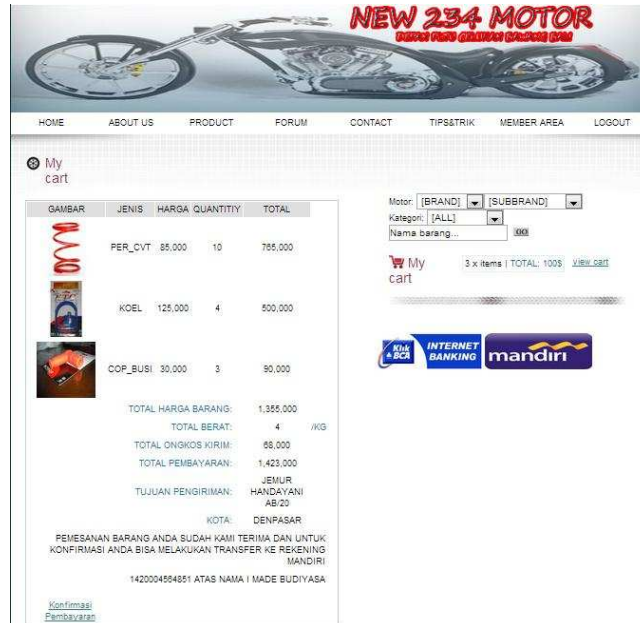 NEW 234 MOTOR
HOME ABOUT US PRODUCT FORUM CONTACT TIPS&TRIK MEMBER AREA LOGOUT
My
cart
GAMBAR JENIS HARGA QUANTITIY TOTAL
PER_CVT 85,000 10 765,000
KOEL 125,000 4 500,000
COP_BUSI 30,000 3 90,000
TOTAL HARGA BARANG: 1,355,000
TOTAL BERAT: 4 /KG
TOTAL ONGKOS KIRIM: 68,000
TOTAL PEMBAYARAN: 1,423,000
TUJUAN PENGIRIMAN: JEMUR
HANDAYANI
AB/20
KOTA: DENPASAR
PEMESANAN BARANG ANDA SUDAH KAMI TERIMA DAN UNTUK
KONFIRMASI ANDA BISA MELAKUKAN TRANSFER KE REKENING
MANDIRI
1420004564851 ATAS NAMA I MADE BUDIYASA
Konfirmasi
Pembayaran
Motor: [BRAND] [SUBBRAND]
Kategori: [ALL]
Nama barang... GO
My
cart
3 x items | TOTAL: 100$ view cart
Klik
BCA
INTERNET
BANKING
mandiri